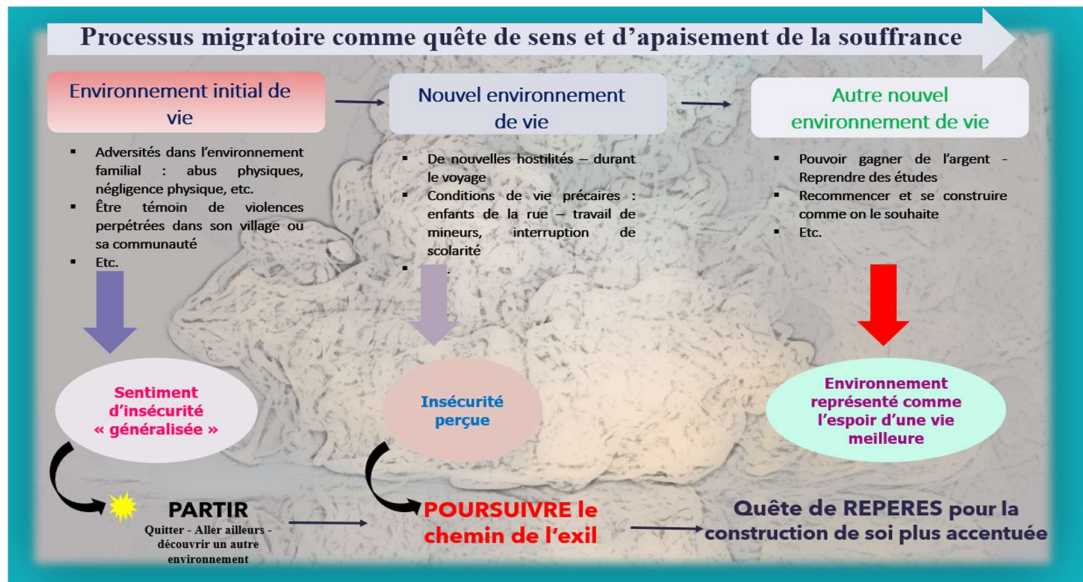 Processus migratoire comme quête de sens et d’apaisement de la souffrance
Environnement initial de
vie
▪ Adversités dans l’environnement
familial : abus physiques,
négligence physique, etc.
▪ Être témoin de violences
perpétrées dans son village ou
sa communauté
▪ Etc.
Sentiment
d’insécurité
« généralisée »
PARTIR
Quitter - Aller ailleurs -
découvrir un autre
environnement
Nouvel environnement
de vie
▪ De nouvelles hostilités – durant
le voyage
▪ Conditions de vie précaires :
enfants de la rue – travail de
mineurs, interruption de
scolarité
Insécurité
perçue
POURSUIVRE le
chemin de l’exil
Autre nouvel
environnement de vie
▪ Pouvoir gagner de l’argent -
Reprendre des études
▪ Recommencer et se construire
comme on le souhaite
▪ Etc.
Environnement
représenté comme
l’espoir d’une vie
meilleure
Quête de REPERES pour la
construction de soi plus accentuée